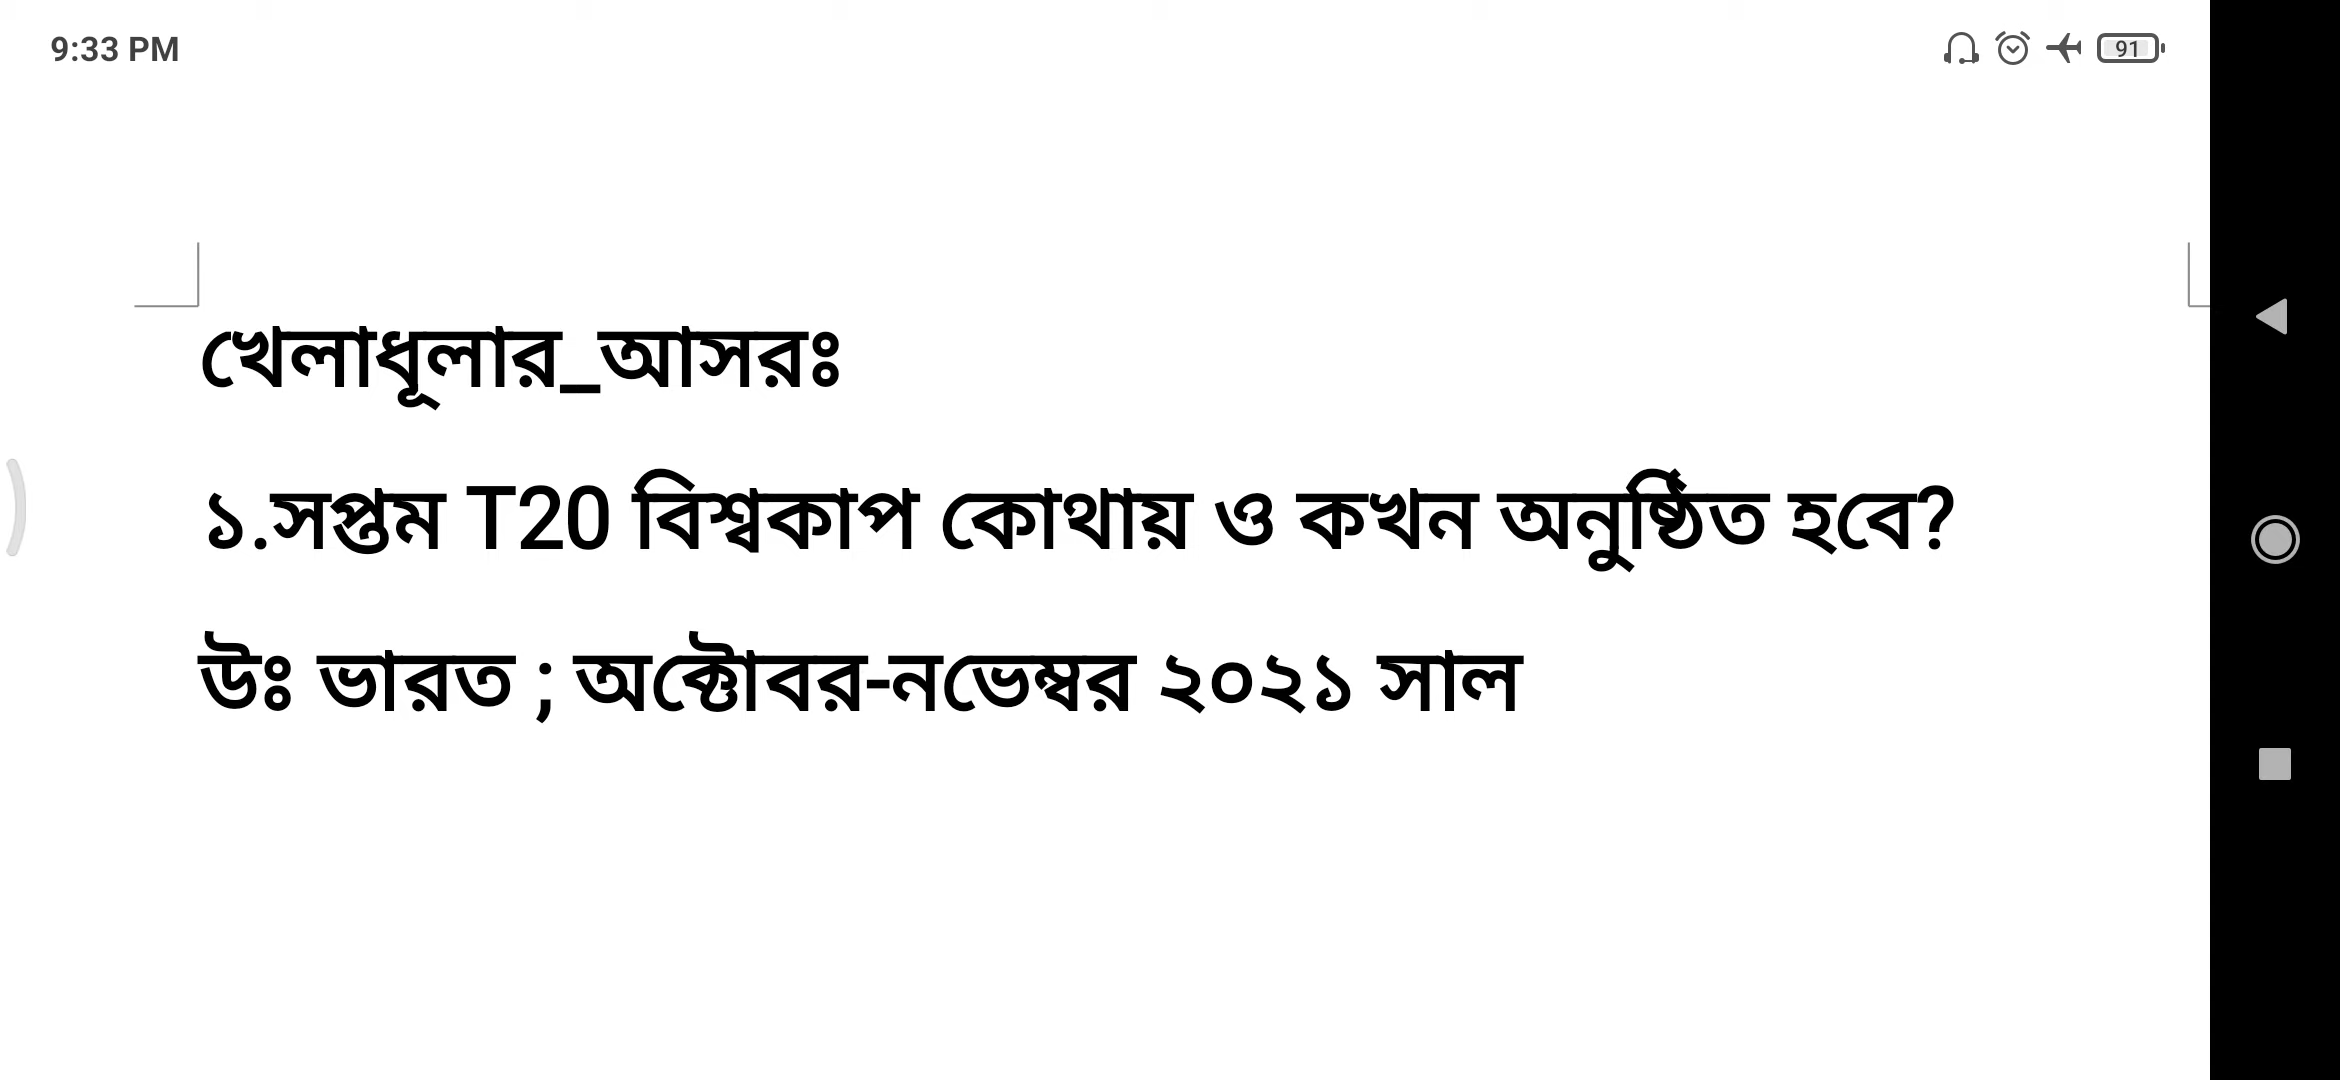 9:33 PM
91
খেলাধূলার_আসরঃ
১.সপ্তম T20 বিশ্বকাপ কোথায় ও কখন অনুষ্ঠিত হবে?
উঃ ভারত ; অক্টোবর-নভেম্বর ২০২১ সাল